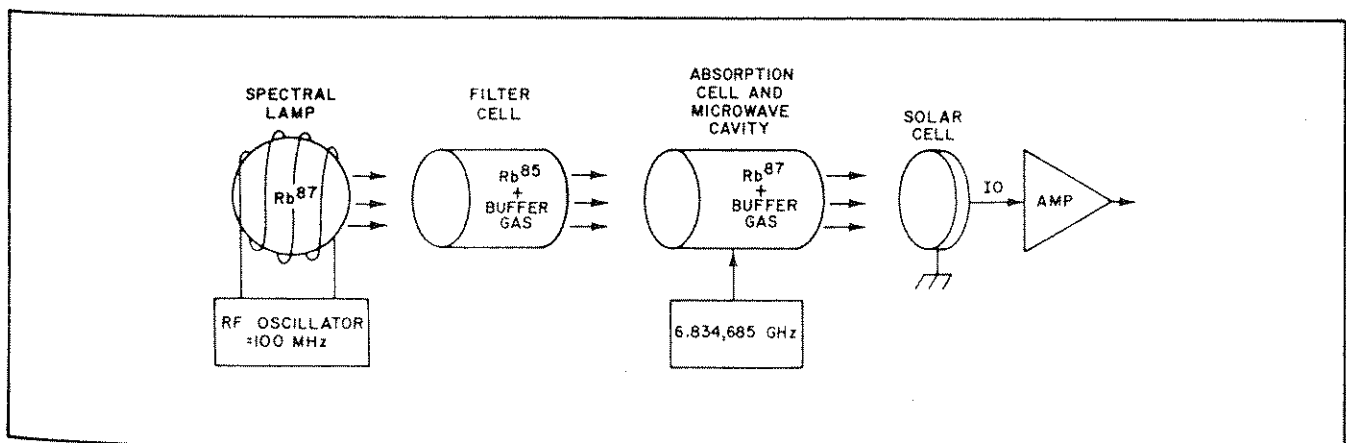 SPECTRAL
LAMP
Rb87
RF OSCILLATOR
≈100 MHz
FILTER
CELL
Rb85
+
BUFFER
GAS
ABSORPTION
CELL AND
MICROWAVE
CAVITY
Rb87
+
BUFFER
GAS
6.834,685 GHz
SOLAR
CELL
IO
AMP